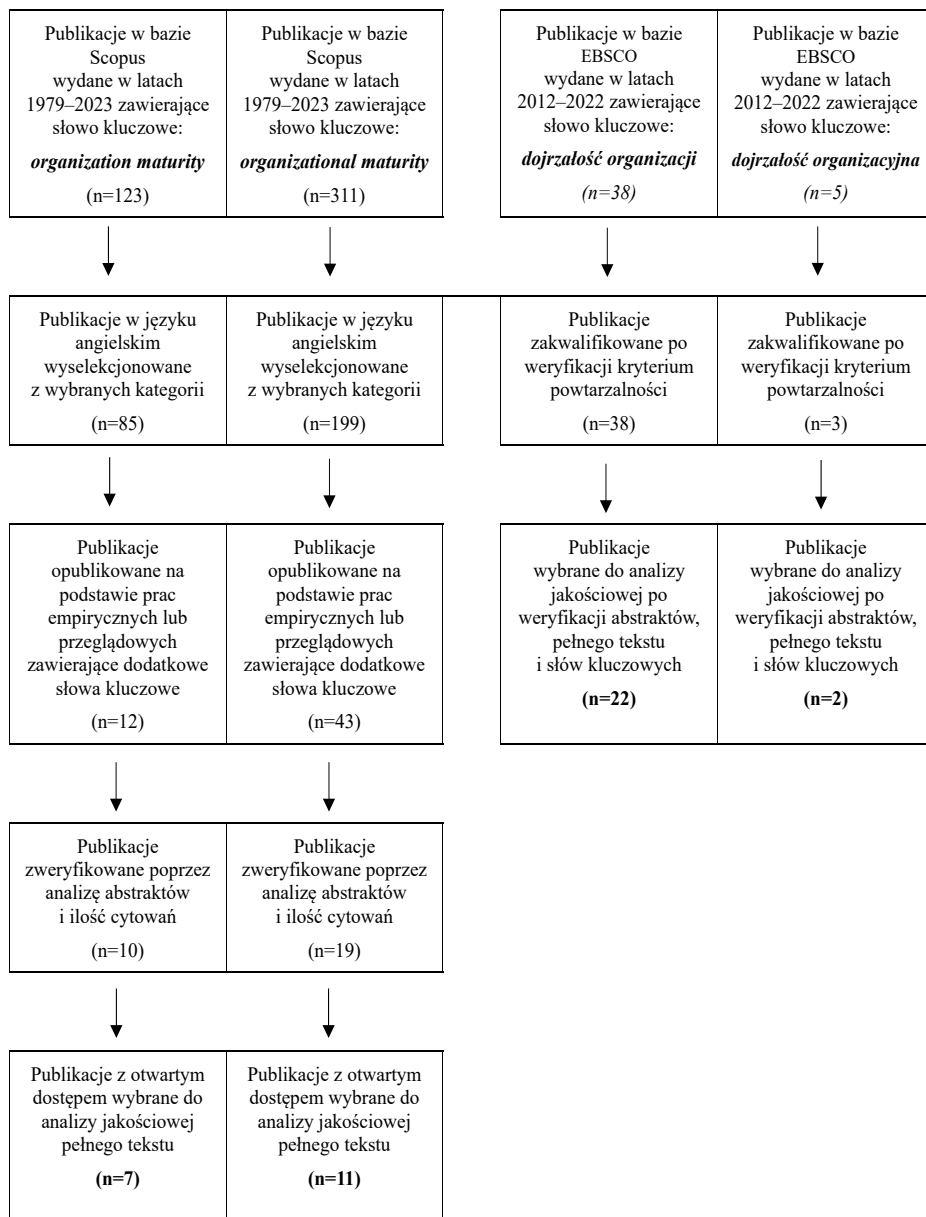 Publikacje w bazie
Scopus
wydane w latach
1979–2023 zawierające
słowo kluczowe:
organization maturity
(n=123)
Publikacje w bazie
Scopus
wydane w latach
1979–2023 zawierające
słowo kluczowe:
organizational maturity
(n=311)
Publikacje w bazie
EBSCO
wydane w latach
2012–2022 zawierające
słowo kluczowe:
dojrzałość organizacji
(n=38)
Publikacje w bazie
EBSCO
wydane w latach
2012–2022 zawierające
słowo kluczowe:
dojrzałość organizacyjna
(n=5)
Publikacje w języku
angielskim
wyselekcjonowane
z wybranych kategorii
(n=85)
Publikacje w języku
angielskim
wyselekcjonowane
z wybranych kategorii
(n=199)
Publikacje
zakwalifikowane po
weryfikacji kryterium
powtarzalności
(n=38)
Publikacje
zakwalifikowane po
weryfikacji kryterium
powtarzalności
(n=3)
Publikacje
opublikowane na
podstawie prac
empirycznych lub
przeglądowych
zawierające dodatkowe
słowa kluczowe
(n=12)
Publikacje
opublikowane na
podstawie prac
empirycznych lub
przeglądowych
zawierające dodatkowe
słowa kluczowe
(n=43)
Publikacje
wybrane do analizy
jakościowej po
weryfikacji abstraktów,
pełnego tekstu
i słów kluczowych
(n=22)
Publikacje
wybrane do analizy
jakościowej po
weryfikacji abstraktów,
pełnego tekstu
i słów kluczowych
(n=2)
Publikacje
zweryfikowane poprzez
analizę abstraktów
i ilość cytowań
(n=10)
Publikacje
zweryfikowane poprzez
analizę abstraktów
i ilość cytowań
(n=19)
Publikacje z otwartym
dostępem wybrane do
analizy jakościowej
pełnego tekstu
(n=7)
Publikacje z otwartym
dostępem wybrane do
analizy jakościowej
pełnego tekstu
(n=11)